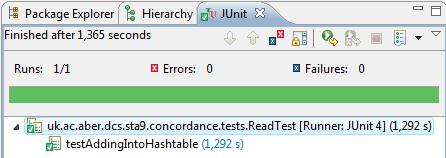 Package Explorer Hierarchy JUnit
Finished after 1,365 seconds
Runs: 1/1 Errors: 0 Failures: 0
uk.ac.aber.dcs.sta9.concordance.tests.ReadTest [Runner: JUnit 4] (1,292 s)
testAddingIntoHashtable (1,292 s)